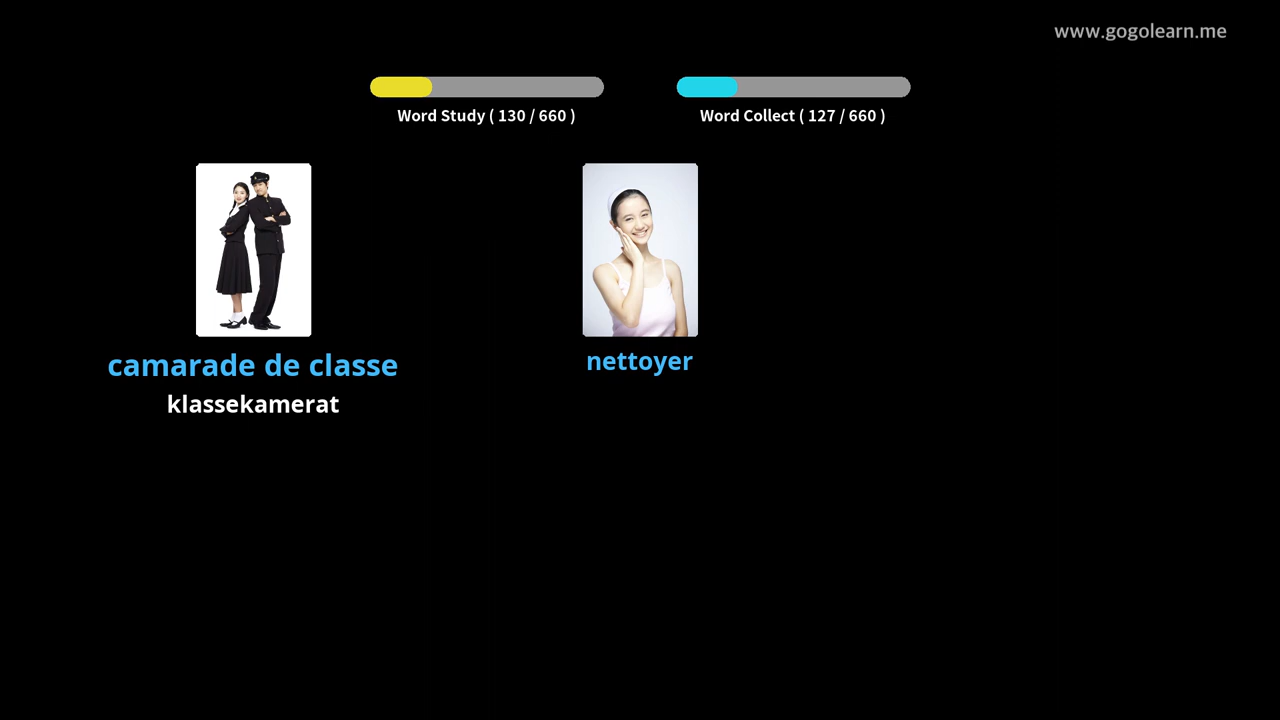 www.gogolearn.me
Word Study ( 130 / 660 )
Word Collect ( 127 / 660 )
camarade de classe
klassekamerat
nettoyer